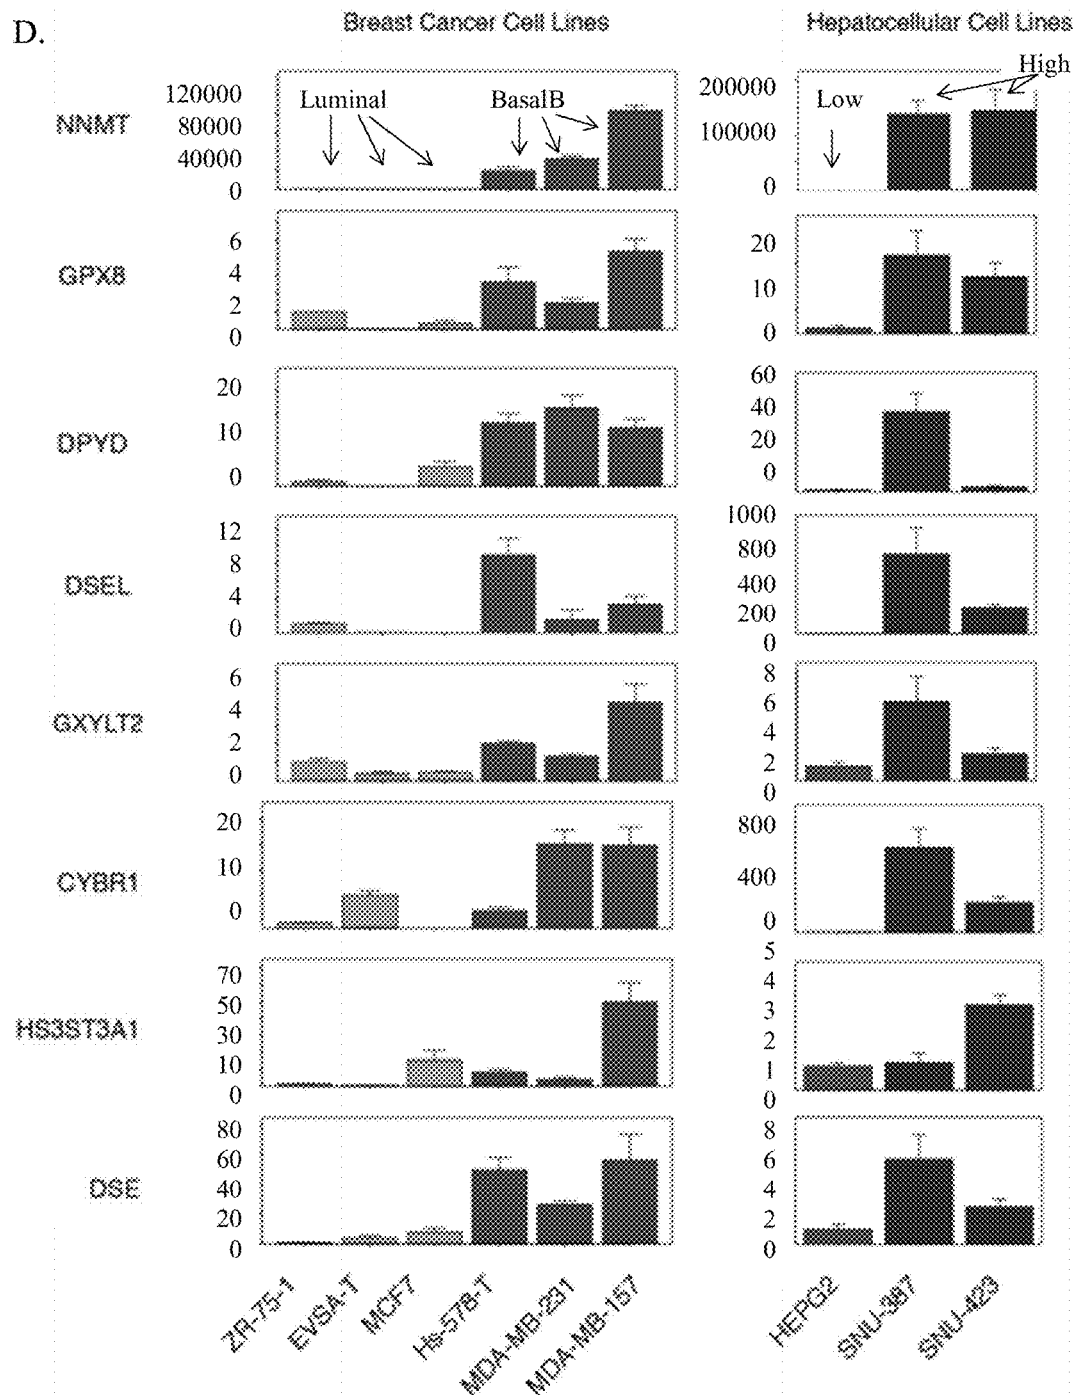 D.
Breast Cancer Cell Lines
Hepatocellular Cell Lines
NNMT
120000
80000
40000
0
Luminal
BasalB
200000
100000
0
Low
High
GPX8
6
4
2
0
20
10
0
DPYD
20
10
0
60
40
20
0
DSEL
12
8
4
0
1000
800
400
200
0
GXYLT2
6
4
2
0
8
6
4
2
0
CYBR1
20
10
0
800
400
0
HS3ST3A1
70
50
30
10
0
5
4
3
2
1
0
DSE
80
60
40
20
0
8
6
4
2
0
ZR-75-1
EVSA-T
MCF7
Hs-578-T
MDA-MB-231
MDA-MB-157
HEPG2
SNU-387
SNU-423